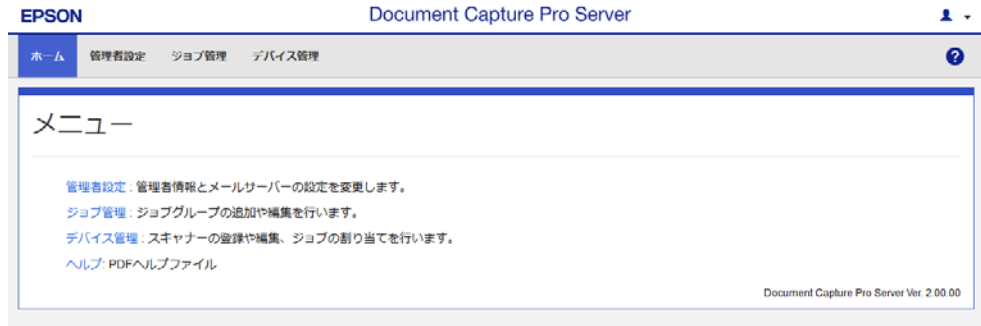 EPSON Document Capture Pro Server
ホーム 管理者設定 ジョブ管理 デバイス管理 ?
メニュー
管理者設定 : 管理者情報とメールサーバーの設定を変更します。
ジョブ管理 : ジョブグループの追加や編集を行います。
デバイス管理 : スキャナーの登録や編集、ジョブの割り当てを行います。
ヘルプ: PDFヘルプファイル
Document Capture Pro Server Ver. 2.00.00